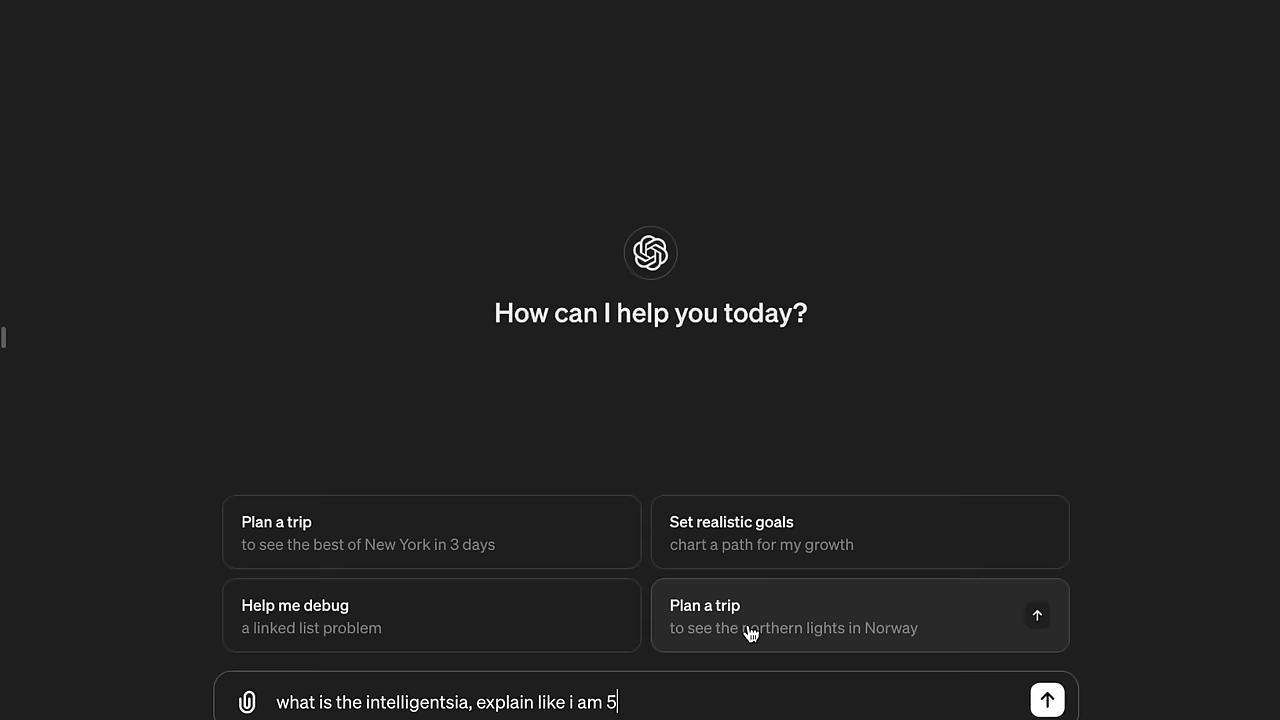 How can I help you today?
Plan a trip
to see the best of New York in 3 days
Set realistic goals
chart a path for my growth
Help me debug
a linked list problem
Plan a trip
to see the northern lights in Norway
what is the intelligentsia, explain like i am 5